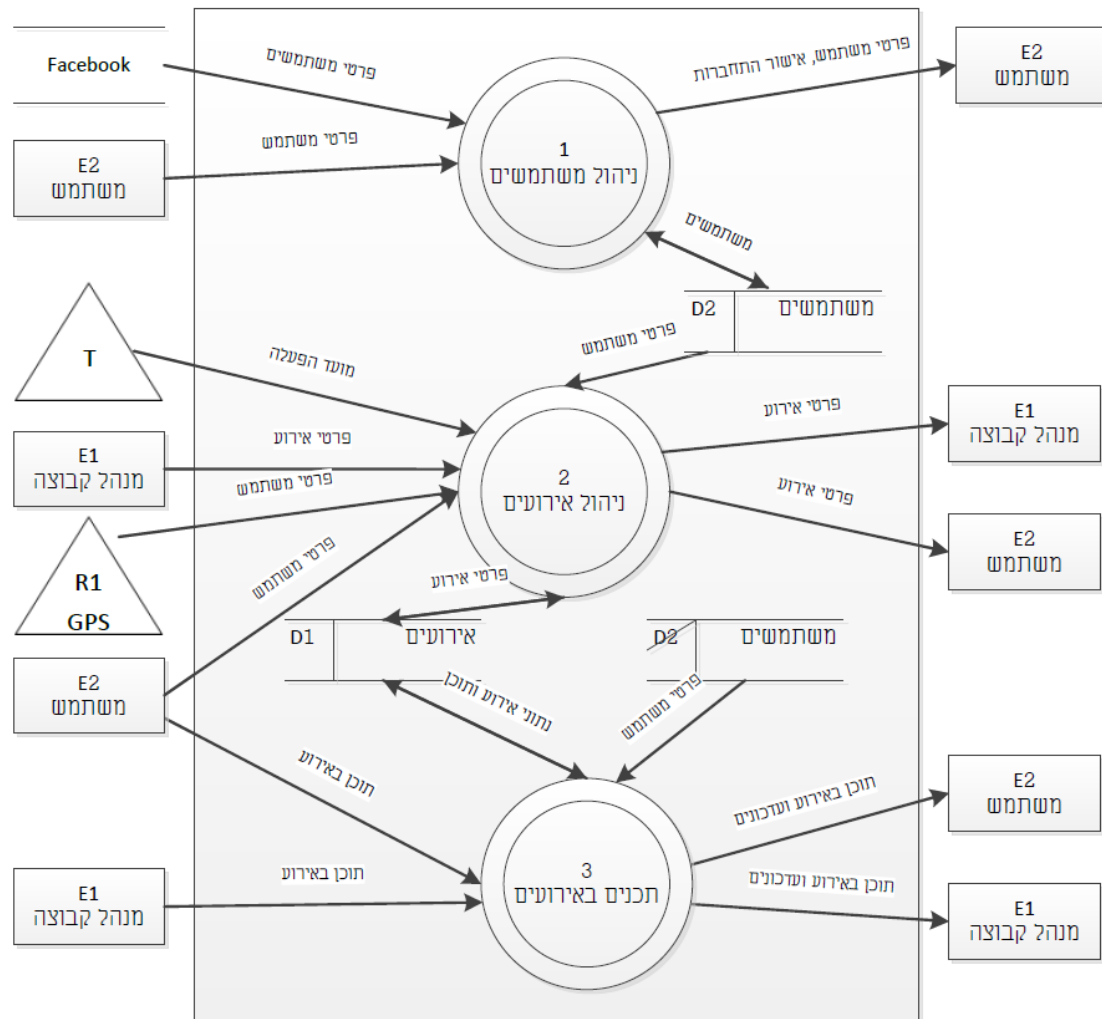 Facebook
פרטי משתמשים
פרטי משתמש, אישור התחברות
E2
משתמש
E2
משתמש
פרטי משתמש
1
ניהול משתמשים
משתמשים
D2
משתמשים
פרטי משתמש
T
מועד הפעלה
E1
מנהל קבוצה
פרטי אירוע
פרטי משתמש
R1
GPS
פרטי משתמש
2
ניהול אירועים
פרטי אירוע
E1
מנהל קבוצה
פרטי אירוע
E2
משתמש
פרטי אירוע
D1
אירועים
D2
משתמשים
E2
משתמש
נתוני אירוע ותוכן
פרטי משתמש
תוכן באירוע
תוכן באירוע
E1
מנהל קבוצה
3
תכנים באירועים
תוכן באירוע ועדכונים
E2
משתמש
תוכן באירוע ועדכונים
E1
מנהל קבוצה